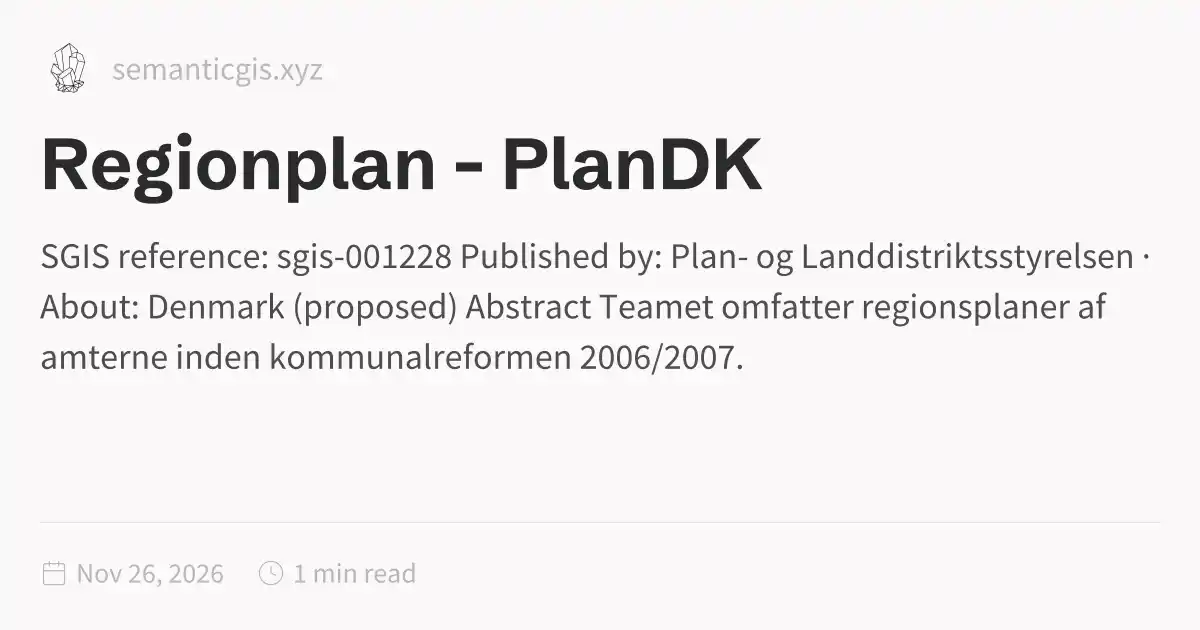 semanticgis.xyz
Regionplan - PlanDK
SGIS reference: sgis-001228 Published by: Plan- og Landdistriktsstyrelsen ·
About: Denmark (proposed) Abstract Teamet omfatter regionsplaner af
amterne inden kommunalreformen 2006/2007.
Nov 26, 2026 1 min read